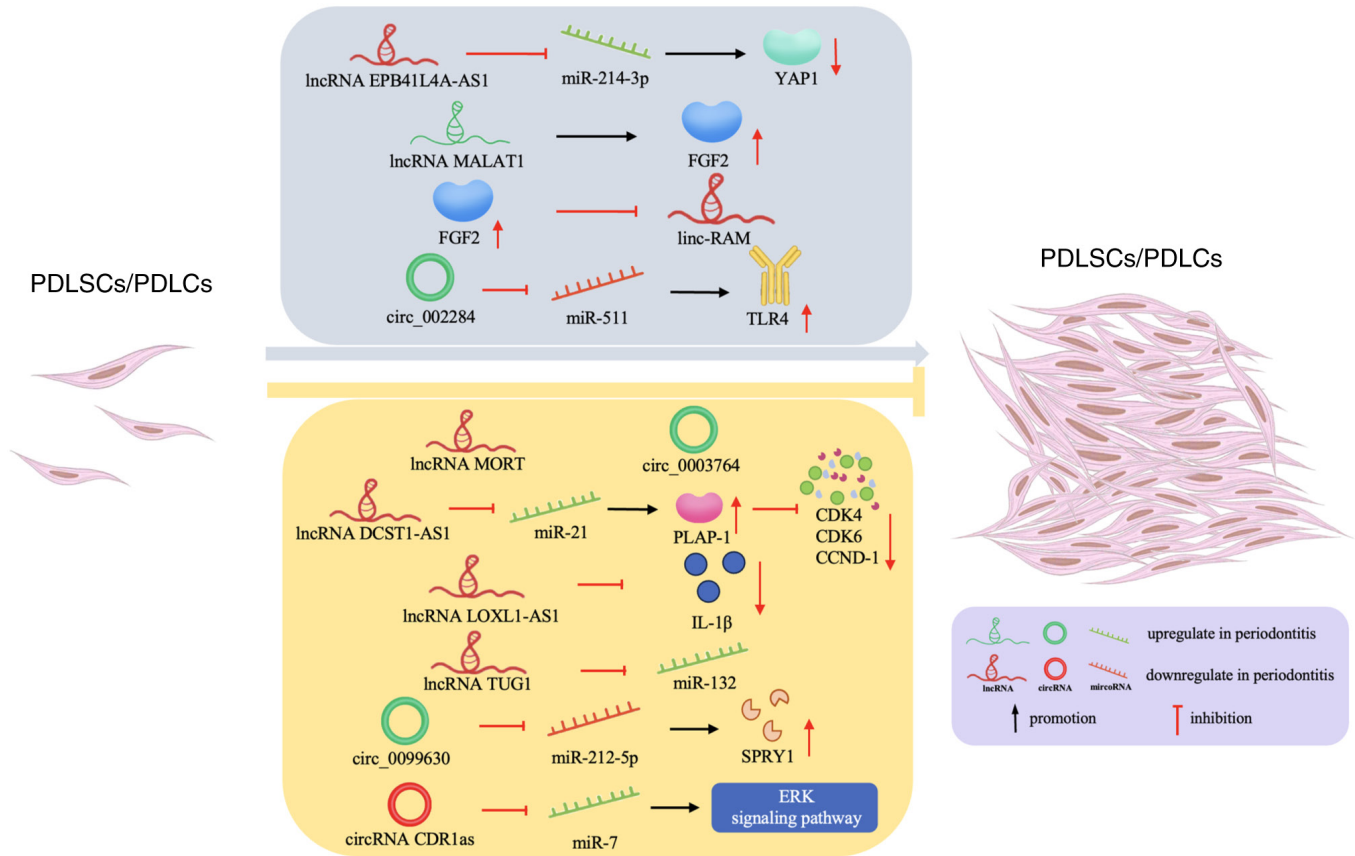 lncRNA EPB41L4A-AS1
miR-214-3p
YAP1
lncRNA MALAT1
FGF2
FGF2
linc-RAM
circ_002284
miR-511
TLR4
PDLSCs/PDLCs
PDLSCs/PDLCs
lncRNA MORT
circ_0003764
lncRNA DCST1-AS1
miR-21
PLAP-1
CDK4
CDK6
CCND-1
lncRNA LOXL1-AS1
IL-1β
lncRNA TUG1
miR-132
circ_0099630
miR-212-5p
SPRY1
circRNA CDR1as
miR-7
ERK
signaling pathway
upregulate in periodontitis
downregulate in periodontitis
lncRNA
circRNA
mircoRNA
promotion
inhibition